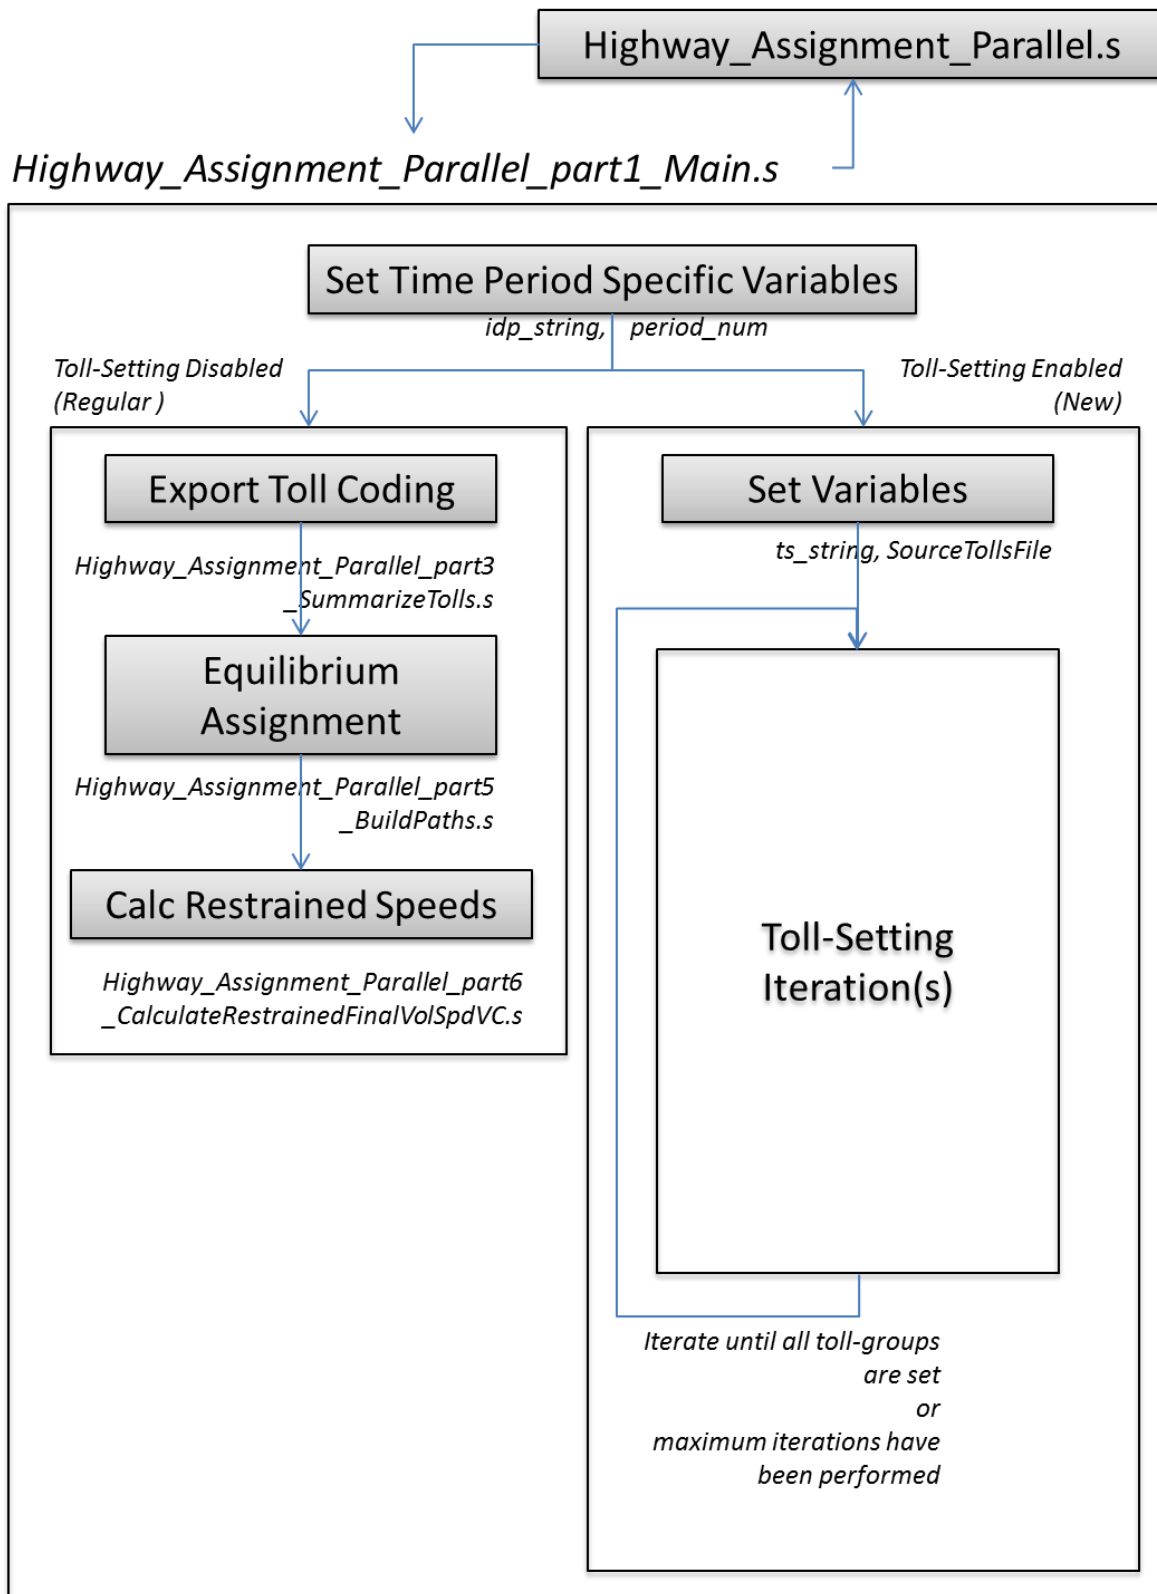 Highway_Assignment_Parallel.s
Highway_Assignment_Parallel_part1_Main.s
Set Time Period Specific Variables
idp_string, period_num
Toll-Setting Disabled
(Regular )
Toll-Setting Enabled
(New)
Export Toll Coding
Highway_Assignment_Parallel_part3
_SummarizeTolls.s
Equilibrium
Assignment
Highway_Assignment_Parallel_part5
_BuildPaths.s
Calc Restrained Speeds
Highway_Assignment_Parallel_part6
_CalculateRestrainedFinalVolSpdVC.s
Set Variables
ts_string, SourceTollsFile
Toll-Setting
Iteration(s)
Iterate until all toll-groups
are set
or
maximum iterations have
been performed